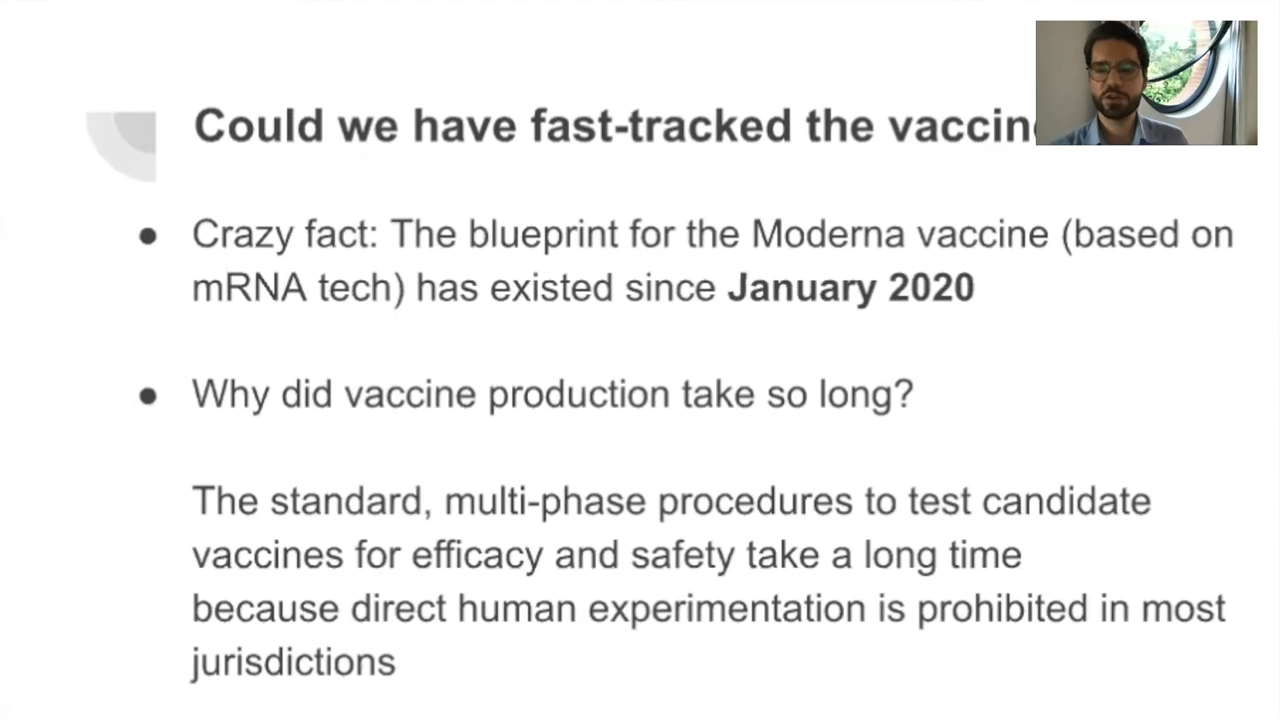 Could we have fast-tracked the
● Crazy fact: The blueprint for the Moderna vaccine (based on
mRNA tech) has existed since January 2020
● Why did vaccine production take so long?
The standard, multi-phase procedures to test candidate
vaccines for efficacy and safety take a long time
because direct human experimentation is prohibited in most
jurisdictions